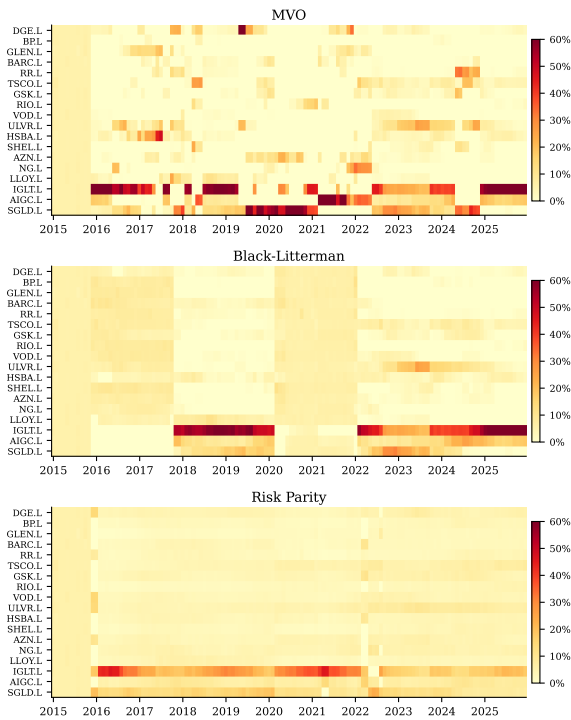 MVO
DGE.L
BP.L
GLEN.L
BARC.L
RR.L
TSCO.L
GSK.L
RIO.L
VOD.L
ULVR.L
HSBA.L
SHEL.L
AZN.L
NG.L
LLOY.L
IGLT.L
AIGC.L
SGLD.L
2015 2016 2017 2018 2019 2020 2021 2022 2023 2024 2025
60%
50%
40%
30%
20%
10%
0%
Black-Litterman
DGE.L
BP.L
GLEN.L
BARC.L
RR.L
TSCO.L
GSK.L
RIO.L
VOD.L
ULVR.L
HSBA.L
SHEL.L
AZN.L
NG.L
LLOY.L
IGLT.L
AIGC.L
SGLD.L
2015 2016 2017 2018 2019 2020 2021 2022 2023 2024 2025
60%
50%
40%
30%
20%
10%
0%
Risk Parity
DGE.L
BP.L
GLEN.L
BARC.L
RR.L
TSCO.L
GSK.L
RIO.L
VOD.L
ULVR.L
HSBA.L
SHEL.L
AZN.L
NG.L
LLOY.L
IGLT.L
AIGC.L
SGLD.L
2015 2016 2017 2018 2019 2020 2021 2022 2023 2024 2025
60%
50%
40%
30%
20%
10%
0%